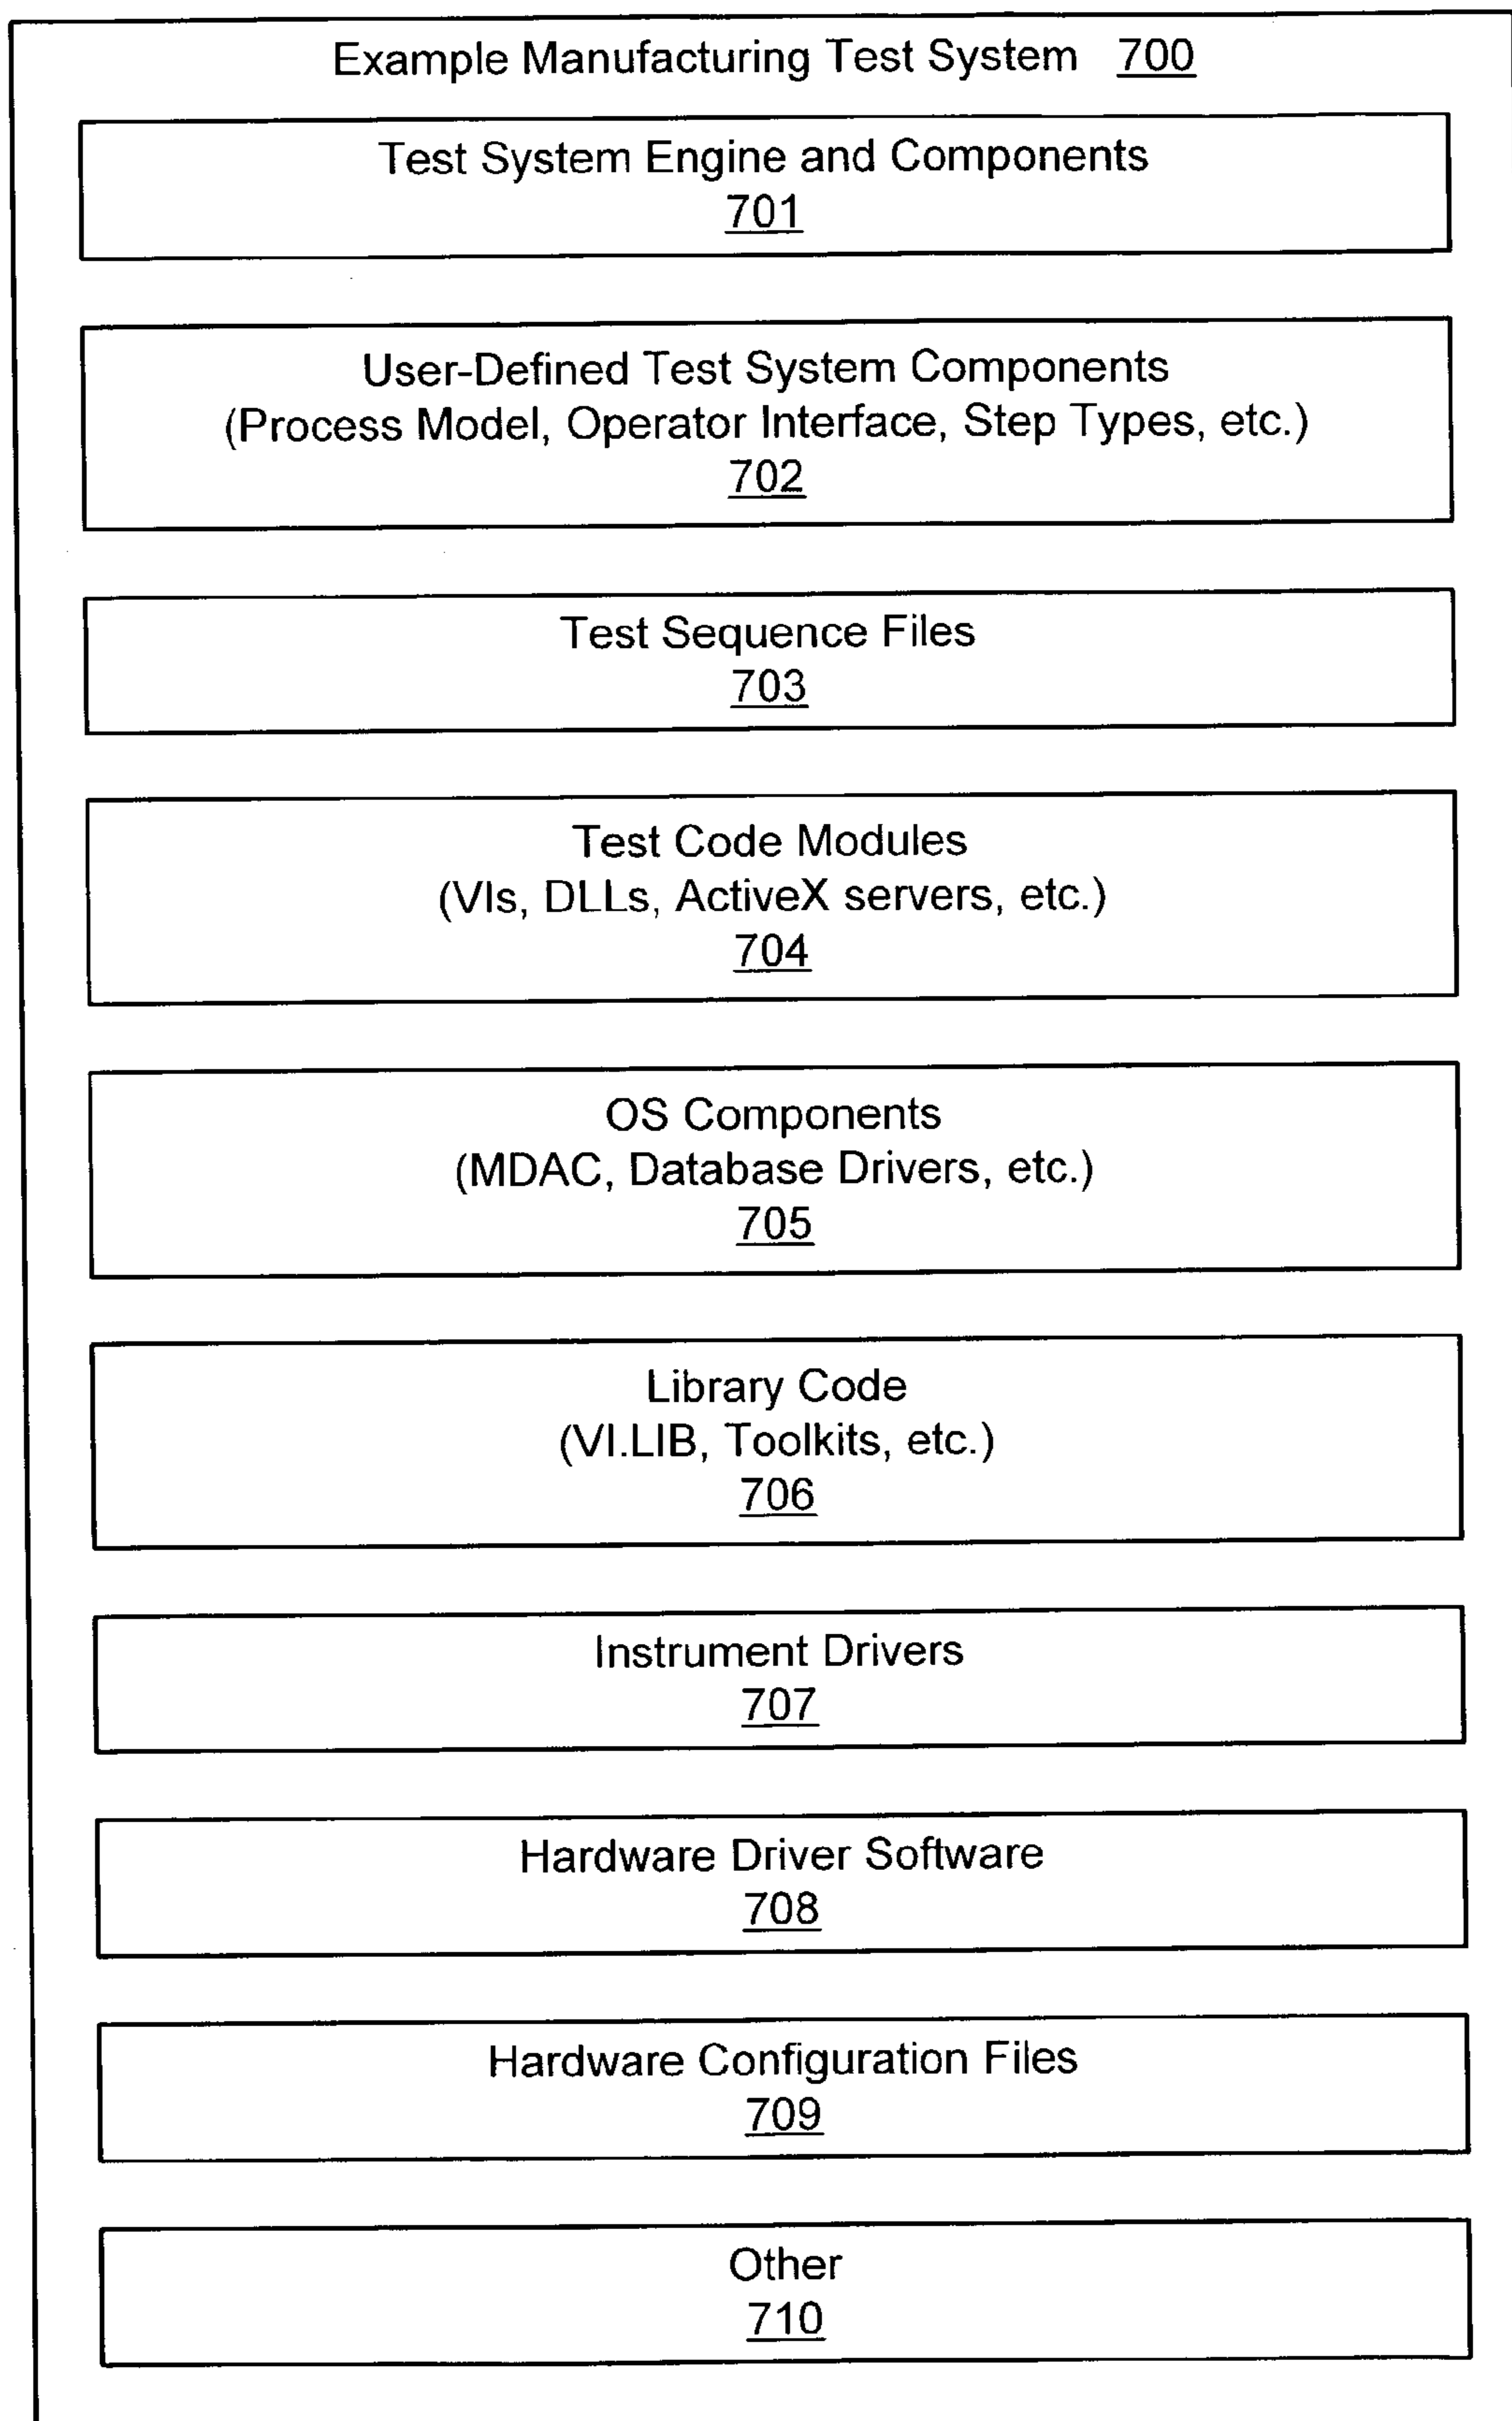 Example Manufacturing Test System 700
Test System Engine and Components
701
User-Defined Test System Components
(Process Model, Operator Interface, Step Types, etc.)
702
Test Sequence Files
703
Test Code Modules
(VIs, DLLs, ActiveX servers, etc.)
704
OS Components
(MDAC, Database Drivers, etc.)
705
Library Code
(VI.LIB, Toolkits, etc.)
706
Instrument Drivers
707
Hardware Driver Software
708
Hardware Configuration Files
709
Other
710